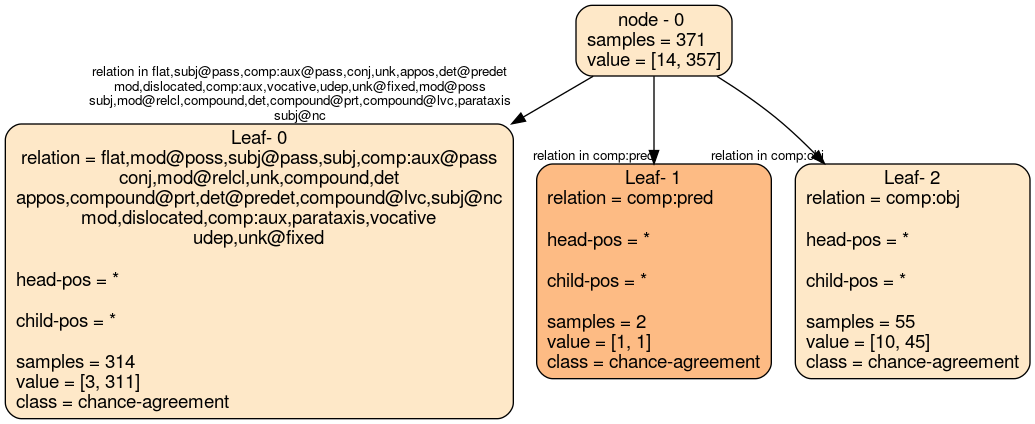 node - 0
samples = 371
value = [14, 357]
relation in flat,subj@pass,comp:aux@pass,conj,unk,appos,det@predet
mod,dislocated,comp:aux,vocative,udep,unk@fixed,mod@poss
subj,mod@relcl,compound,det,compound@prt,compound@lvc,parataxis
subj@nc
relation in comp:pred
relation in comp:obj
Leaf- 0
relation = flat,mod@poss,subj@pass,subj,comp:aux@pass
conj,mod@relcl,unk,compound,det
appos,compound@prt,det@predet,compound@lvc,subj@nc
mod,dislocated,comp:aux,parataxis,vocative
udep,unk@fixed
head-pos = *
child-pos = *
samples = 314
value = [3, 311]
class = chance-agreement
Leaf- 1
relation = comp:pred
head-pos = *
child-pos = *
samples = 2
value = [1, 1]
class = chance-agreement
Leaf- 2
relation = comp:obj
head-pos = *
child-pos = *
samples = 55
value = [10, 45]
class = chance-agreement